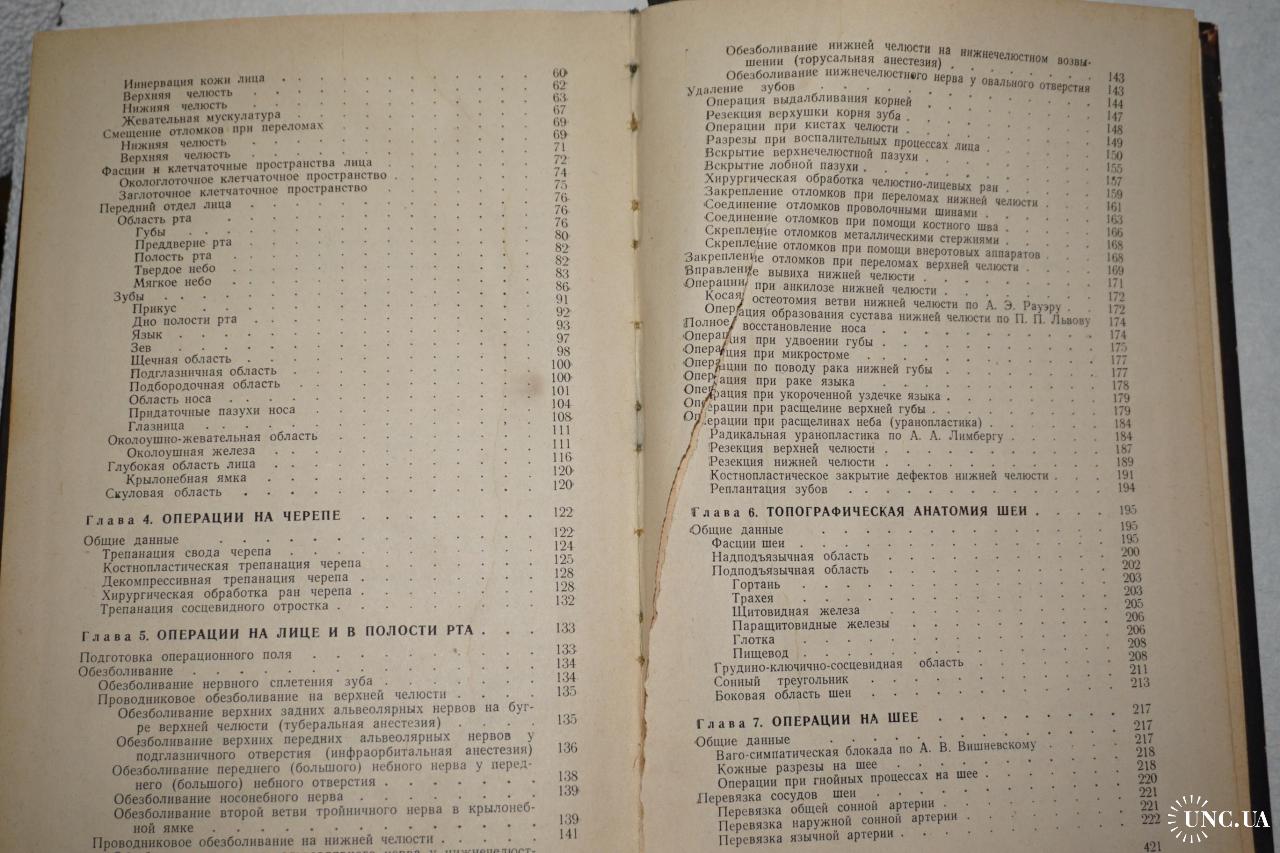 Иннервация кожи лица . . . 60
Верхняя челюсть . . . 62
Нижняя челюсть . . . 63
Жевательная мускулатура . . . 67
Смещение отломков при переломах . . . 69
Нижняя челюсть . . . 69
Верхняя челюсть . . . 71
Фасции и клетчаточные пространства лица . . . 72
Окологлоточное клетчаточное пространство . . . 74
Заглоточное клетчаточное пространство . . . 75
Передний отдел лица . . . 76
Область рта . . . 76
Губы . . . 76
Преддверие рта . . . 80
Полость рта . . . 82
Твердое небо . . . 82
Мягкое небо . . . 83
Зубы . . . 86
Прикус . . . 91
Дно полости рта . . . 92
Язык . . . 93
Зев . . . 97
Щечная область . . . 98
Подглазничная область . . . 100
Подбородочная область . . . 100
Область носа . . . 101
Придаточные пазухи носа . . . 104
Глазница . . . 108
Околоушно-жевательная область . . . 111
Околоушная железа . . . 111
Глубокая область лица . . . 116
Крылонебная ямка . . . 120
Скуловая область . . . 120
Глава 4. ОПЕРАЦИИ НА ЧЕРЕПЕ . . . 122
Общие данные . . . 122
Трепанация свода черепа . . . 124
Костнопластическая трепанация черепа . . . 125
Декомпрессивная трепанация черепа . . . 128
Хирургическая обработка ран черепа . . . 128
Трепанация сосцевидного отростка . . . 132
Глава 5. ОПЕРАЦИИ НА ЛИЦЕ И В ПОЛОСТИ РТА . . . 133
Подготовка операционного поля . . . 133
Обезболивание . . . 134
Обезболивание нервного сплетения зуба . . . 134
Проводниковое обезболивание на верхней челюсти . . . 135
Обезболивание верхних задних альвеолярных нервов на буг-
ре верхней челюсти (туберальная анестезия) . . . 135
Обезболивание верхних передних альвеолярных нервов у
подглазничного отверстия (инфраорбитальная анестезия) 136
Обезболивание переднего (большого) небного нерва у перед-
него (большого) небного отверстия . . . 138
Обезболивание носонебного нерва . . . 139
Обезболивание второй ветви тройничного нерва в крылонеб-
ной ямке . . . 139
Проводниковое обезболивание на нижней челюсти . . . 141
Обезболивание нижней челюсти на нижнечелюстном возвы-
шении (торусальная анестезия) . . . 143
Обезболивание нижнечелюстного нерва у овального отверстия 143
Удаление зубов . . . 144
Операция выдалбливания корней . . . 147
Резекция верхушки корня зуба . . . 148
Операции при кистах челюсти . . . 149
Разрезы при воспалительных процессах лица . . . 150
Вскрытие верхнечелюстной пазухи . . . 155
Вскрытие лобной пазухи . . . 157
Хирургическая обработка челюстно-лицевых ран . . . 159
Закрепление отломков при переломах нижней челюсти . . . 161
Соединение отломков проволочными шинами . . . 163
Соединение отломков при помощи костного шва . . . 166
Скрепление отломков металлическими стержнями . . . 168
Скрепление отломков при помощи внеротовых аппаратов . . . 168
Закрепление отломков при переломах верхней челюсти . . . 169
Вправление вывиха нижней челюсти . . . 171
Операции при анкилозе нижней челюсти . . . 172
Косая остеотомия ветви нижней челюсти по А. Э. Рауэру . . . 172
Операция образования сустава нижней челюсти по П. П. Львову 174
Полное восстановление носа . . . 174
Операция при удвоении губы . . . 175
Операция при микростоме . . . 177
Операции по поводу рака нижней губы . . . 177
Операция при раке языка . . . 178
Операция при укороченной уздечке языка . . . 179
Операции при расщелине верхней губы . . . 179
Операции при расщелинах неба (уранопластика) . . . 184
Радикальная уранопластика по А. А. Лимбергу . . . 184
Резекция верхней челюсти . . . 187
Резекция нижней челюсти . . . 189
Костнопластическое закрытие дефектов нижней челюсти . . . 191
Реплантация зубов . . . 194
Глава 6. ТОПОГРАФИЧЕСКАЯ АНАТОМИЯ ШЕИ . . . 195
Общие данные . . . 195
Фасции шеи . . . 195
Надподъязычная область . . . 200
Подподъязычная область . . . 202
Гортань . . . 203
Трахея . . . 203
Щитовидная железа . . . 205
Паращитовидные железы . . . 206
Глотка . . . 206
Пищевод . . . 208
Грудино-ключично-сосцевидная область . . . 208
Сонный треугольник . . . 211
Боковая область шеи . . . 213
Глава 7. ОПЕРАЦИИ НА ШЕЕ . . . 217
Общие данные . . . 217
Ваго-симпатическая блокада по А. В. Вишневскому . . . 217
Кожные разрезы на шее . . . 218
Операции при гнойных процессах на шее . . . 218
Перевязка сосудов шеи . . . 220
Перевязка общей сонной артерии . . . 221
Перевязка наружной сонной артерии . . . 221
Перевязка язычной артерии . . . 222
421
UNC.UA